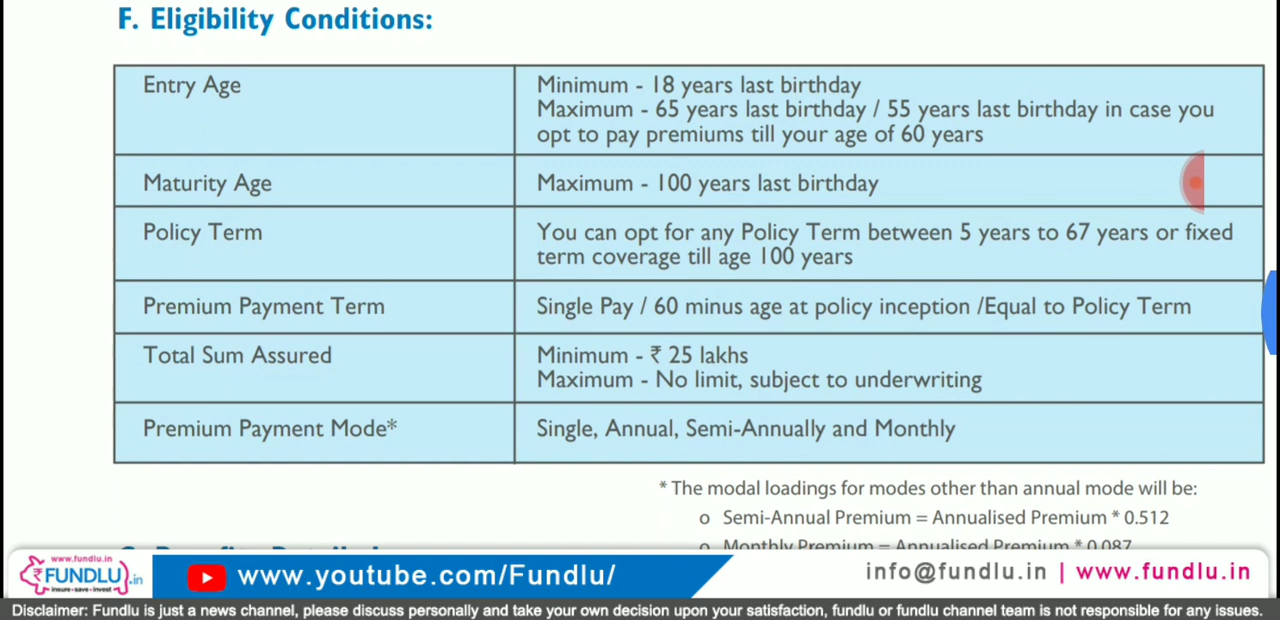 F. Eligibility Conditions:
Entry Age
Minimum - 18 years last birthday
Maximum - 65 years last birthday / 55 years last birthday in case you
opt to pay premiums till your age of 60 years
Maturity Age
Maximum - 100 years last birthday
Policy Term
You can opt for any Policy Term between 5 years to 67 years or fixed
term coverage till age 100 years
Premium Payment Term
Single Pay / 60 minus age at policy inception /Equal to Policy Term
Total Sum Assured
Minimum - ₹ 25 lakhs
Maximum - No limit, subject to underwriting
Premium Payment Mode*
Single, Annual, Semi-Annually and Monthly
* The modal loadings for modes other than annual mode will be:
o Semi-Annual Premium = Annualised Premium * 0.512
o Monthly Premium = Annualised Premium * 0.087
www.fundlu.in
₹FUNDLU.in
insure-save-invest
www.youtube.com/Fundlu/
info@fundlu.in | www.fundlu.in
Disclaimer: Fundlu is just a news channel, please discuss personally and take your own decision upon your satisfaction, fundlu or fundlu channel team is not responsible for any issues.